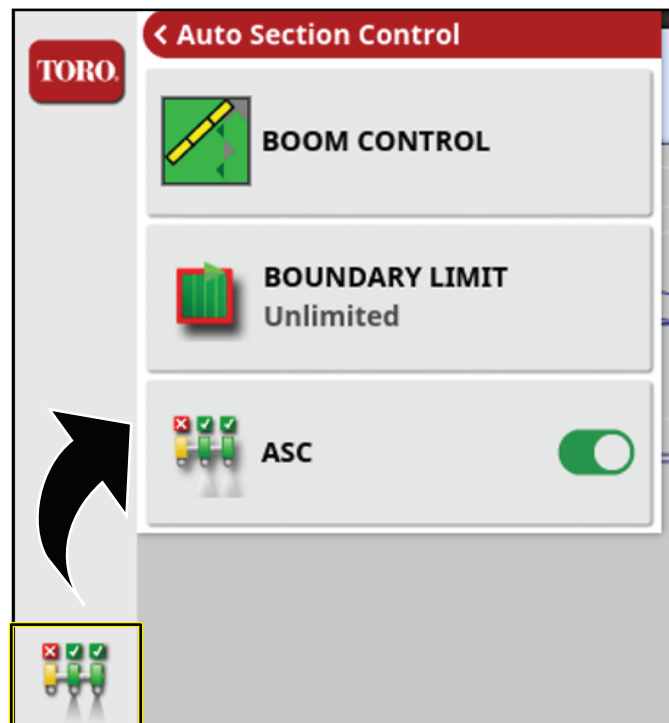 TORO.
< Auto Section Control
BOOM CONTROL
BOUNDARY LIMIT
Unlimited
ASC